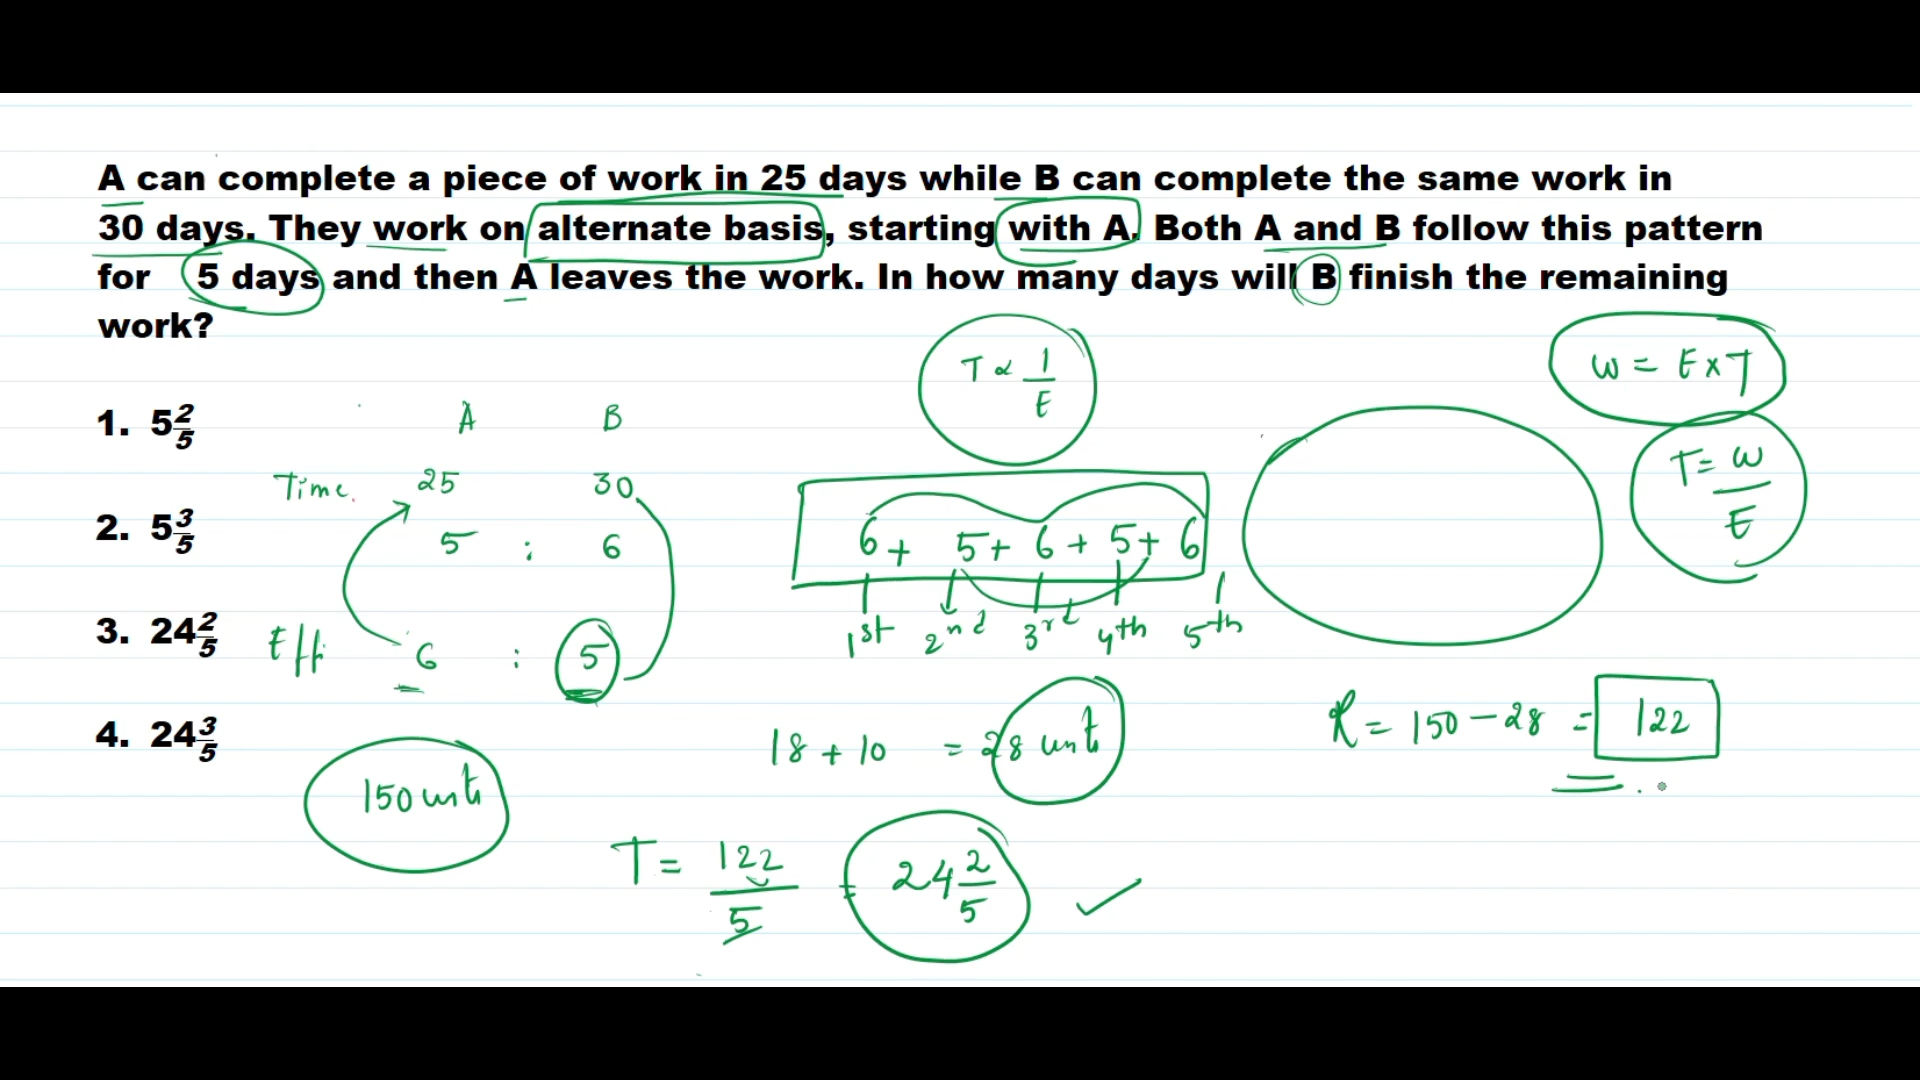 A can complete a piece of work in 25 days while B can complete the same work in
30 days. They work on alternate basis, starting with A. Both A and B follow this pattern
for 5 days and then A leaves the work. In how many days will B finish the remaining
work?
T ∝ 1/E
W = E x T
T = W/E
1. 5 2/5
A B
Time. 25 30
2. 5 3/5
5 : 6
6 + 5 + 6 + 5 + 6
1st 2nd 3rd 4th 5th
3. 24 2/5
Effi 6 : 5
4. 24 3/5
18 + 10 = 28 units
R = 150 - 28 = 122
150 units
T = 122/5 = 24 2/5 ✓